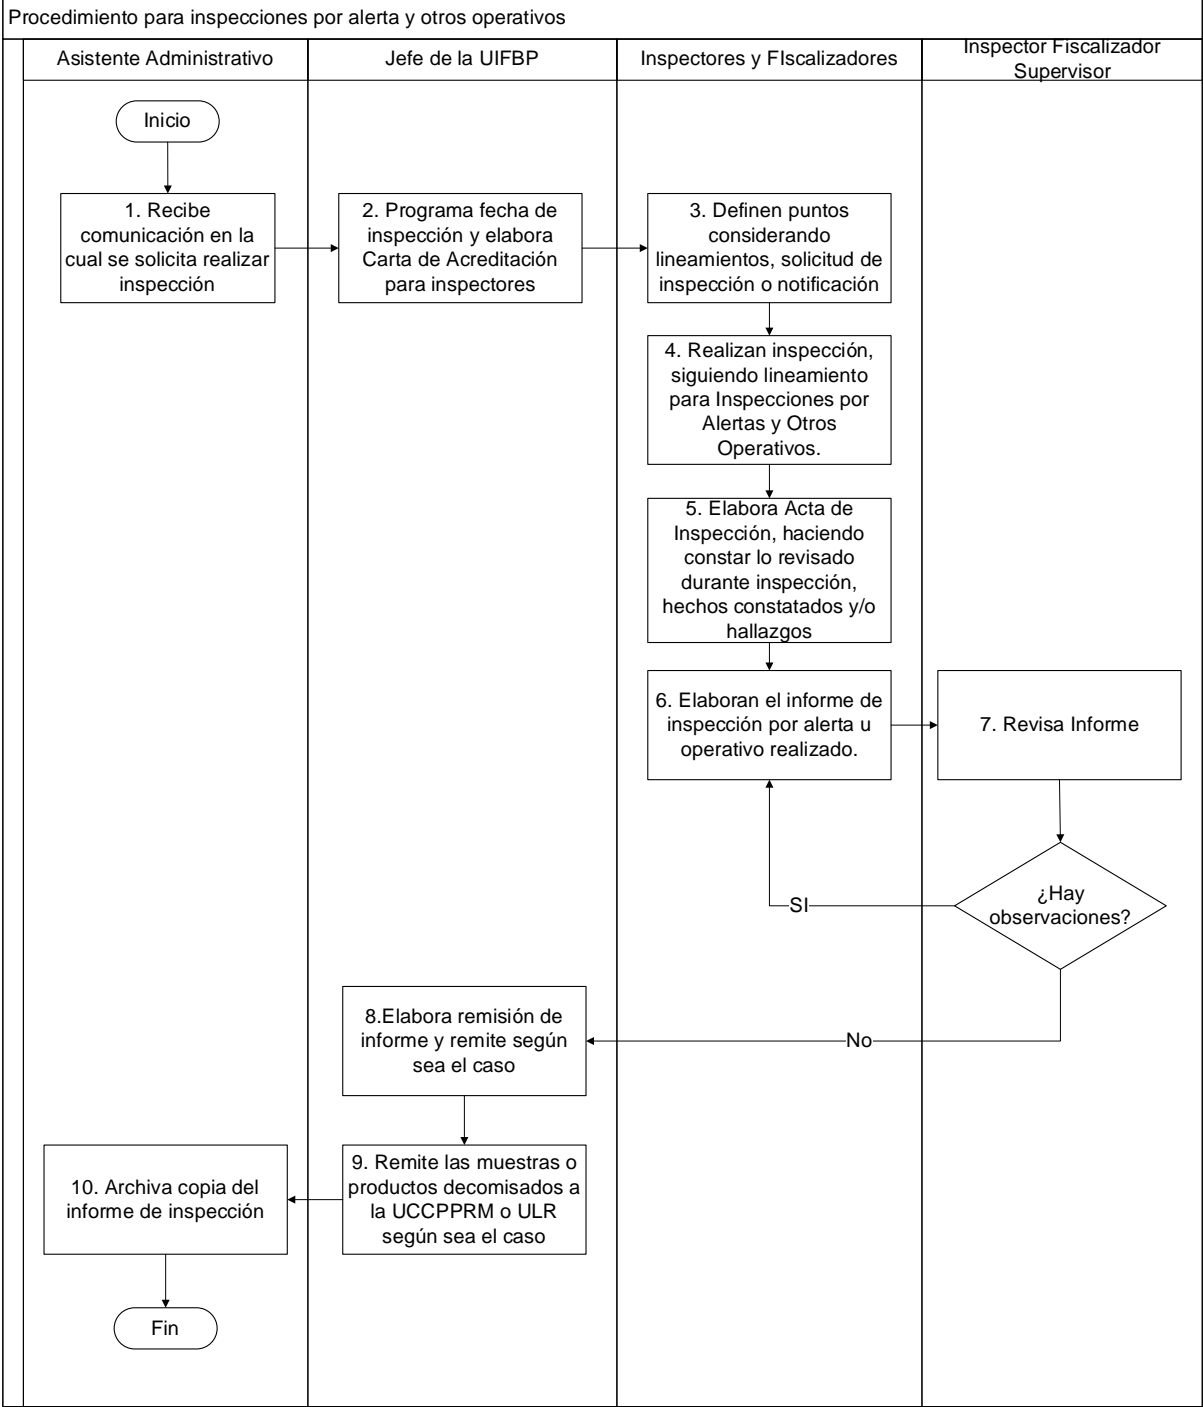 Procedimiento para inspecciones por alerta y otros operativos
Asistente Administrativo
Jefe de la UIFBP
Inspectores y FIscalizadores
Inspector Fiscalizador
Supervisor
Inicio
1. Recibe
comunicación en la
cual se solicita realizar
inspección
2. Programa fecha de
inspección y elabora
Carta de Acreditación
para inspectores
3. Definen puntos
considerando
lineamientos, solicitud de
inspección o notificación
4. Realizan inspección,
siguiendo lineamiento
para Inspecciones por
Alertas y Otros
Operativos.
5. Elabora Acta de
Inspección, haciendo
constar lo revisado
durante inspección,
hechos constatados y/o
hallazgos
6. Elaboran el informe de
inspección por alerta u
operativo realizado.
7. Revisa Informe
¿Hay
observaciones?
SI
No
8.Elabora remisión de
informe y remite según
sea el caso
9. Remite las muestras o
productos decomisados a
la UCCPPRM o ULR
según sea el caso
10. Archiva copia del
informe de inspección
Fin